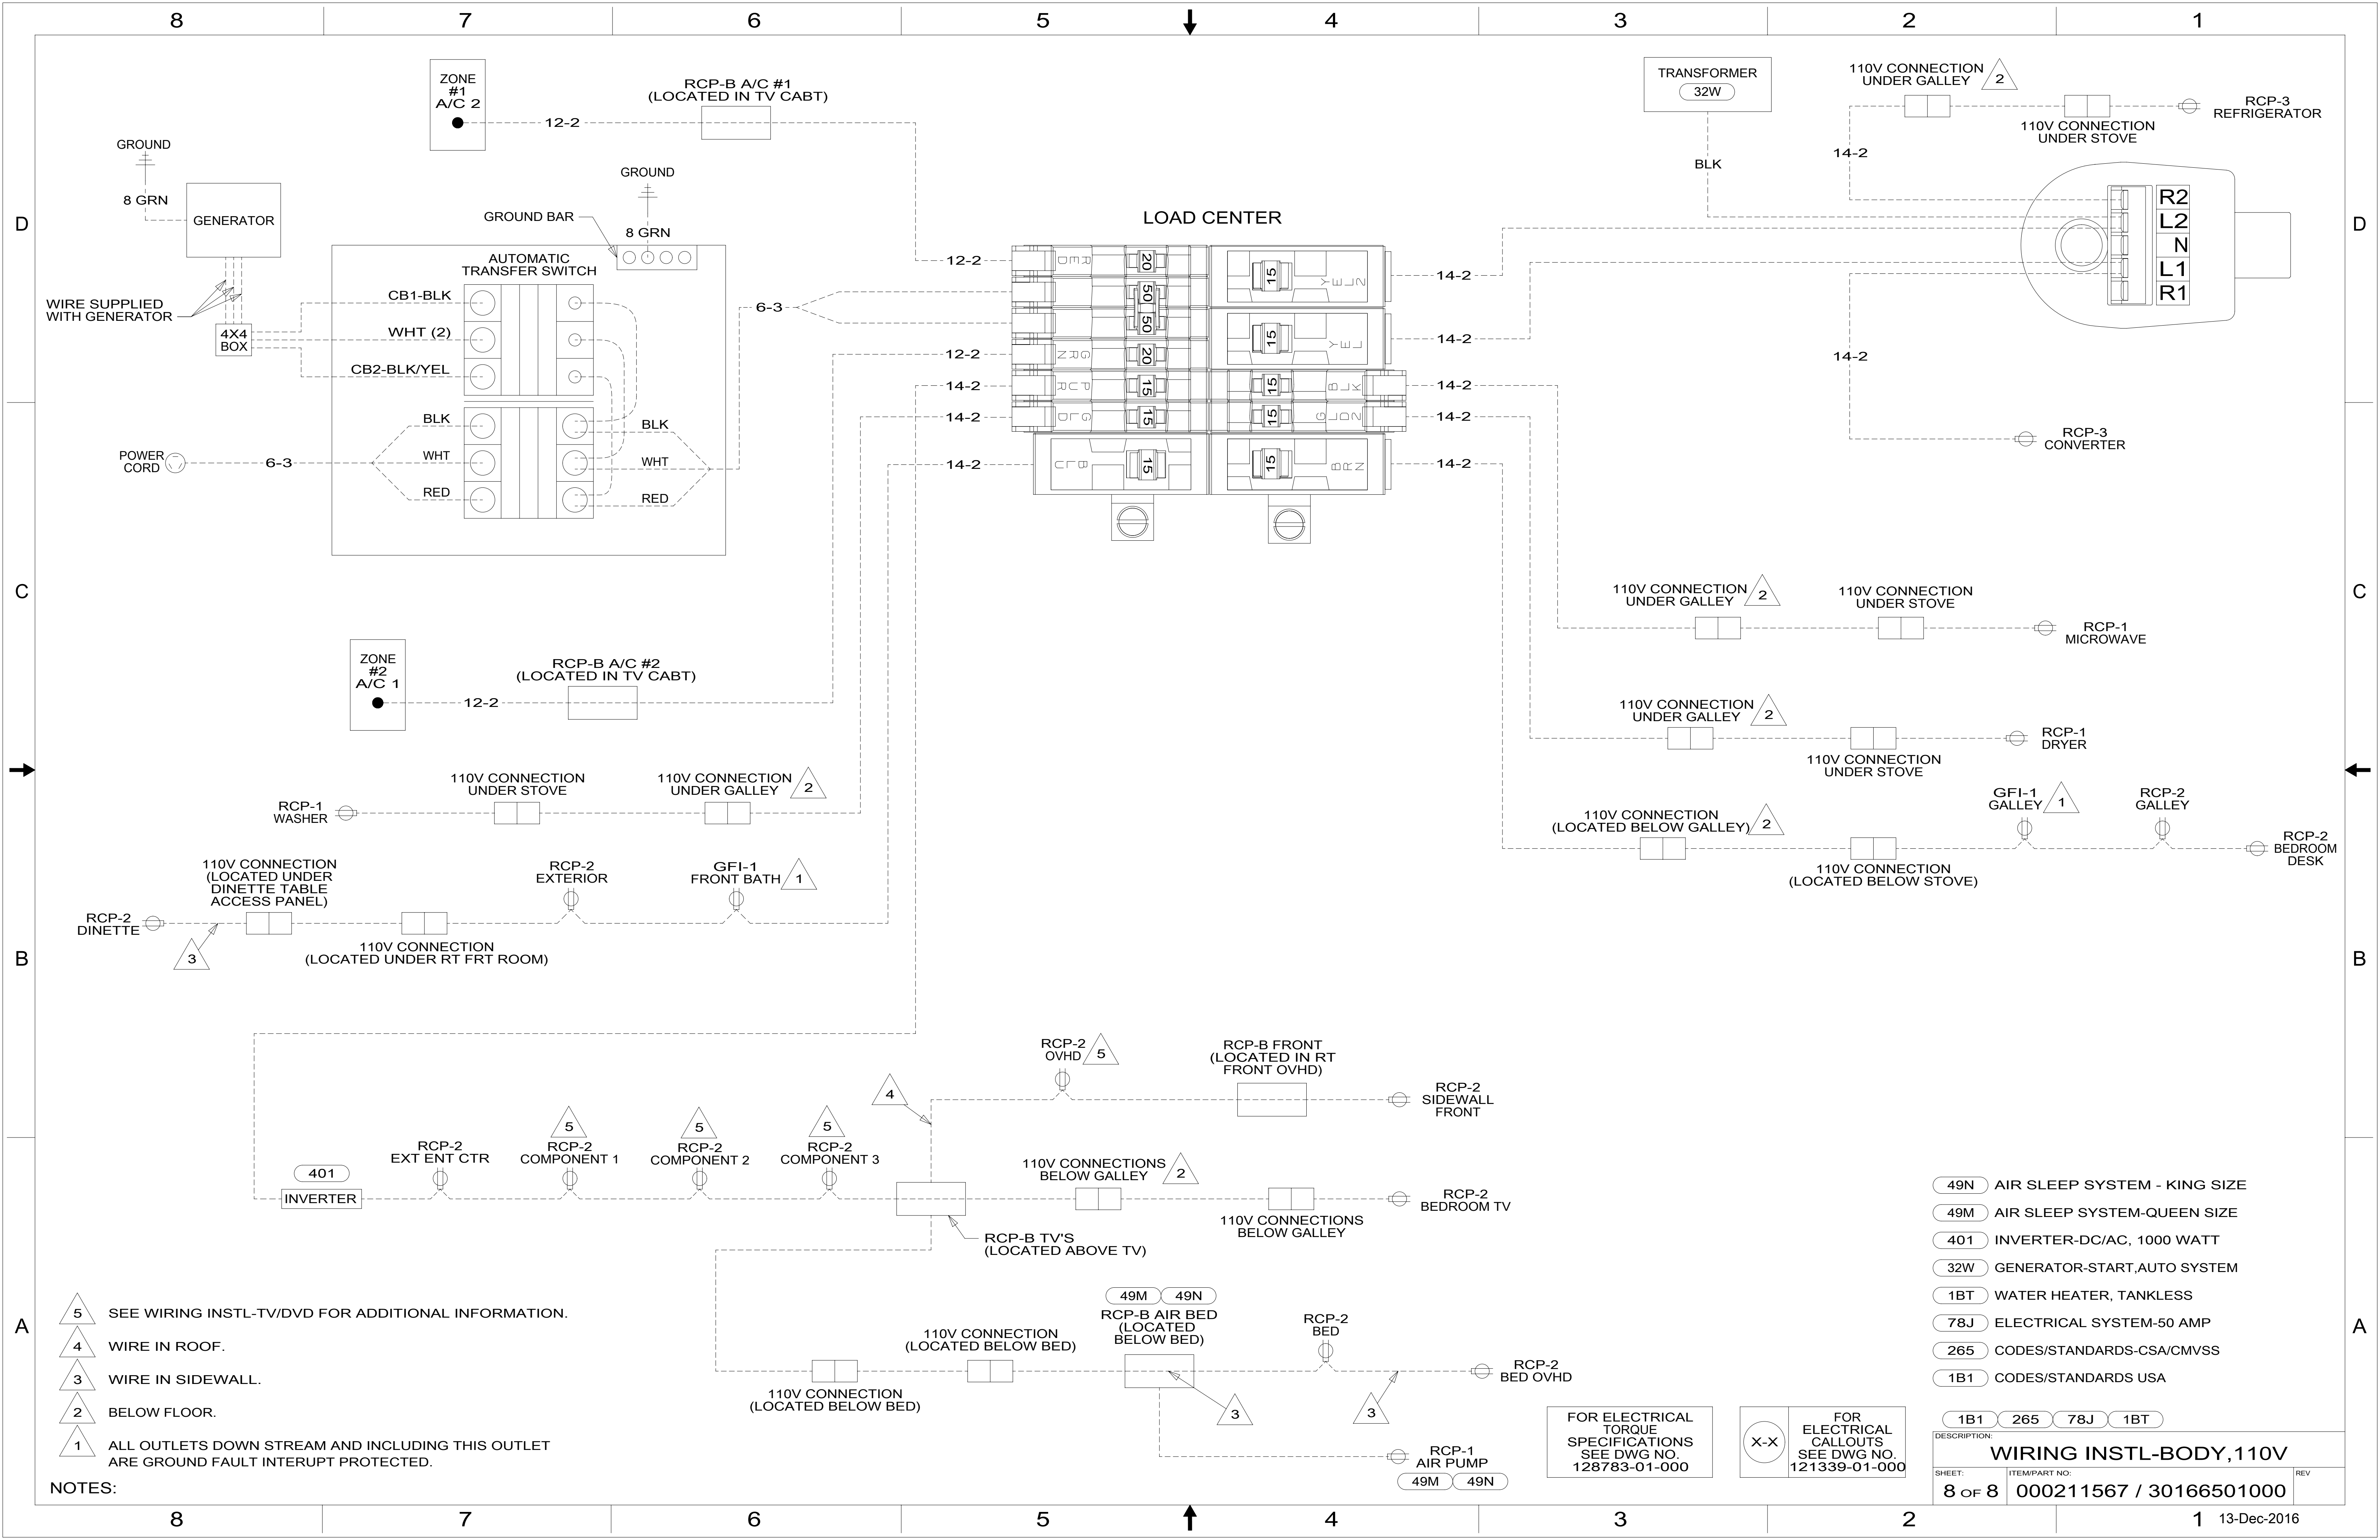 8 7 6 5 4 3 2 1
D
C
B
A
D
C
B
A
ZONE
#1
A/C 2
12-2
RCP-B A/C #1
(LOCATED IN TV CABT)
GROUND
8 GRN
GENERATOR
WIRE SUPPLIED
WITH GENERATOR
4X4
BOX
GROUND
8 GRN
GROUND BAR
AUTOMATIC
TRANSFER SWITCH
CB1-BLK
WHT (2)
CB2-BLK/YEL
BLK
WHT
RED
BLK
WHT
RED
POWER
CORD
6-3
6-3
LOAD CENTER
12-2
12-2
14-2
14-2
14-2
RED
20
50
50
GRN
20
PUR
15
GLD
15
BLU
15
15
YEL2
15
YEL
15
BLK
15
GLD2
15
BRN
14-2
14-2
14-2
14-2
14-2
TRANSFORMER
32W
BLK
110V CONNECTION
UNDER GALLEY
2
110V CONNECTION
UNDER STOVE
RCP-3
REFRIGERATOR
14-2
R2
L2
N
L1
R1
14-2
RCP-3
CONVERTER
ZONE
#2
A/C 1
12-2
RCP-B A/C #2
(LOCATED IN TV CABT)
110V CONNECTION
UNDER GALLEY
2
110V CONNECTION
UNDER STOVE
RCP-1
MICROWAVE
110V CONNECTION
UNDER GALLEY
2
110V CONNECTION
UNDER STOVE
RCP-1
DRYER
RCP-1
WASHER
110V CONNECTION
UNDER STOVE
110V CONNECTION
UNDER GALLEY
2
110V CONNECTION
(LOCATED BELOW GALLEY)
2
110V CONNECTION
(LOCATED BELOW STOVE)
GFI-1
GALLEY
1
RCP-2
GALLEY
RCP-2
BEDROOM
DESK
RCP-2
DINETTE
3
110V CONNECTION
(LOCATED UNDER
DINETTE TABLE
ACCESS PANEL)
110V CONNECTION
(LOCATED UNDER RT FRT ROOM)
RCP-2
EXTERIOR
GFI-1
FRONT BATH
1
401
INVERTER
RCP-2
EXT ENT CTR
5
RCP-2
COMPONENT 1
5
RCP-2
COMPONENT 2
5
RCP-2
COMPONENT 3
4
RCP-2
OVHD
5
RCP-B FRONT
(LOCATED IN RT
FRONT OVHD)
RCP-2
SIDEWALL
FRONT
110V CONNECTIONS
BELOW GALLEY
2
110V CONNECTIONS
BELOW GALLEY
RCP-2
BEDROOM TV
RCP-B TV'S
(LOCATED ABOVE TV)
110V CONNECTION
(LOCATED BELOW BED)
110V CONNECTION
(LOCATED BELOW BED)
49M 49N
RCP-B AIR BED
(LOCATED
BELOW BED)
3
RCP-2
BED
3
RCP-2
BED OVHD
RCP-1
AIR PUMP
49M 49N
5 SEE WIRING INSTL-TV/DVD FOR ADDITIONAL INFORMATION.
4 WIRE IN ROOF.
3 WIRE IN SIDEWALL.
2 BELOW FLOOR.
1 ALL OUTLETS DOWN STREAM AND INCLUDING THIS OUTLET
ARE GROUND FAULT INTERUPT PROTECTED.
NOTES:
FOR ELECTRICAL
TORQUE
SPECIFICATIONS
SEE DWG NO.
128783-01-000
X-X
FOR
ELECTRICAL
CALLOUTS
SEE DWG NO.
121339-01-000
49N AIR SLEEP SYSTEM - KING SIZE
49M AIR SLEEP SYSTEM-QUEEN SIZE
401 INVERTER-DC/AC, 1000 WATT
32W GENERATOR-START,AUTO SYSTEM
1BT WATER HEATER, TANKLESS
78J ELECTRICAL SYSTEM-50 AMP
265 CODES/STANDARDS-CSA/CMVSS
1B1 CODES/STANDARDS USA
1B1 265 78J 1BT
DESCRIPTION:
WIRING INSTL-BODY,110V
SHEET:
8 OF 8
ITEM/PART NO:
000211567 / 30166501000
REV
8 7 6 5 4 3 2 1
13-Dec-2016